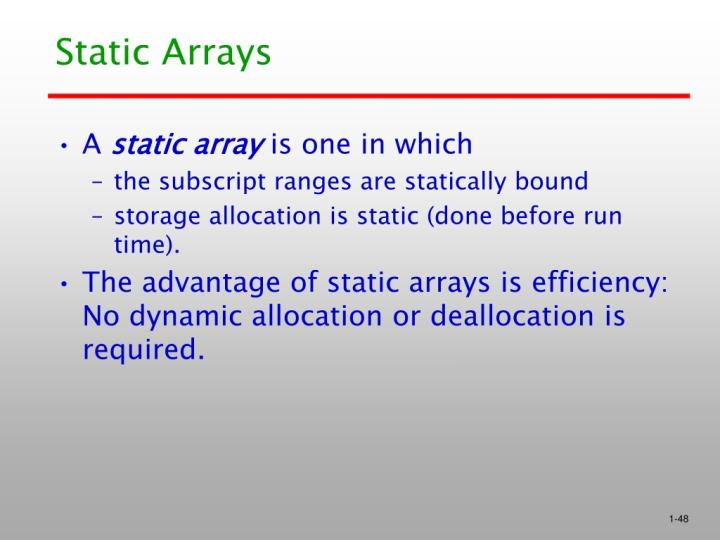 Static Arrays
• A static array is one in which
– the subscript ranges are statically bound
– storage allocation is static (done before run
time).
• The advantage of static arrays is efficiency:
No dynamic allocation or deallocation is
required.
1-48